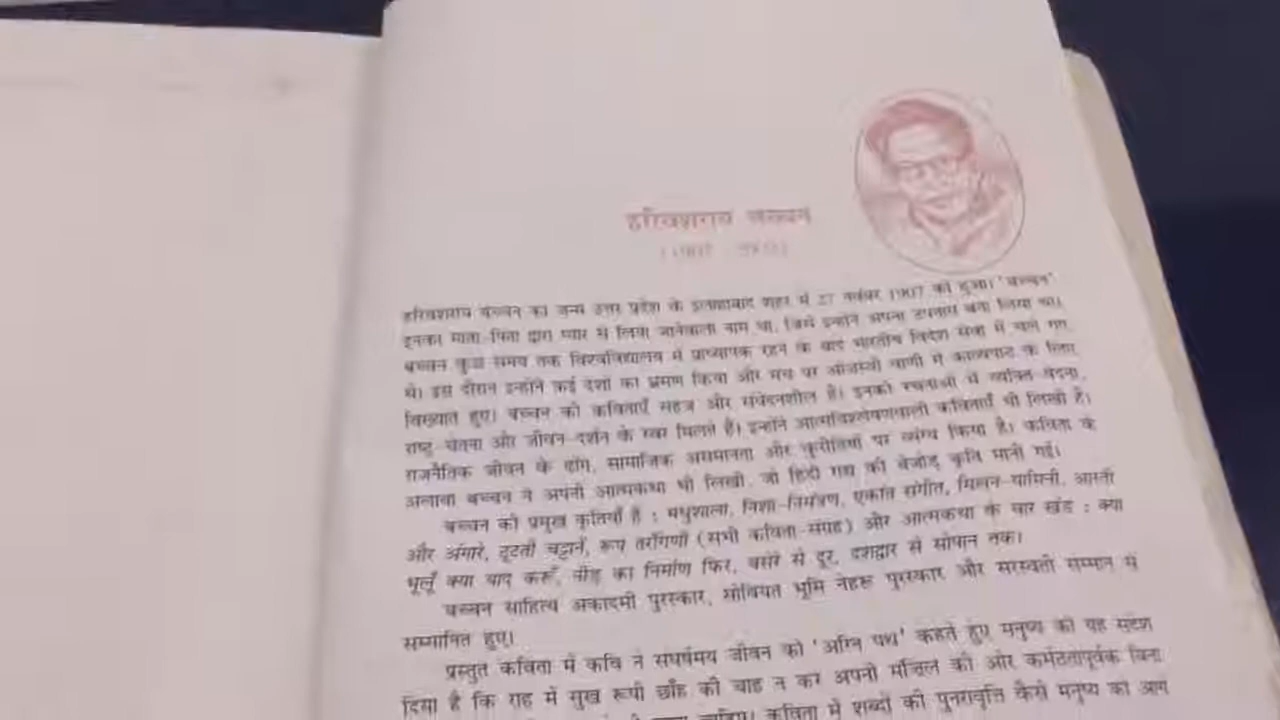 हरिवंशराय बच्चन
हरिवंशराय बच्चन का जन्म उत्तर प्रदेश के इलाहाबाद शहर में 27 नवंबर 1907 को हुआ। 'बच्चन'
इनका माता-पिता द्वारा प्यार से लिया जानेवाला नाम था, जिसे इन्होंने अपना उपनाम बना लिया था।
बच्चन कुछ समय तक विश्वविद्यालय में प्राध्यापक रहने के बाद भारतीय विदेश सेवा में चले गए
थे। इस दौरान इन्होंने कई देशों का भ्रमण किया और मंच पर ओजस्वी वाणी में काव्यपाठ के लिए
विख्यात हुए। बच्चन की कविताएँ सहज और संवेदनशील हैं। इनकी रचनाओं में व्यक्ति-वेदना,
राष्ट्र-चेतना और जीवन-दर्शन के स्वर मिलते हैं। इन्होंने आत्मविश्लेषणवाली कविताएँ भी लिखी हैं।
राजनैतिक जीवन के ढोंग, सामाजिक असमानता और कुरीतियों पर व्यंग्य किया है। कविता के
अलावा बच्चन ने अपनी आत्मकथा भी लिखी, जो हिंदी गद्य की बेजोड़ कृति मानी गई।
बच्चन की प्रमुख कृतियाँ हैं : मधुशाला, निशा-निमंत्रण, एकांत संगीत, मिलन-यामिनी, आरती
और अंगारे, टूटती चट्टानें, रूप तरंगिणी (सभी कविता-संग्रह) और आत्मकथा के चार खंड : क्या
भूलूँ क्या याद करूँ, नीड़ का निर्माण फिर, बसेरे से दूर, दशद्वार से सोपान तक।
बच्चन साहित्य अकादमी पुरस्कार, सोवियत भूमि नेहरू पुरस्कार और सरस्वती सम्मान से
सम्मानित हुए।
प्रस्तुत कविता में कवि ने संघर्षमय जीवन को 'अग्नि पथ' कहते हुए मनुष्य को यह संदेश
दिया है कि राह में सुख रूपी छाँह की चाह न कर अपनी मंज़िल की ओर कर्मठतापूर्वक बिना
चाहिए। कविता में शब्दों की पुनरावृत्ति कैसे मनुष्य को आगे